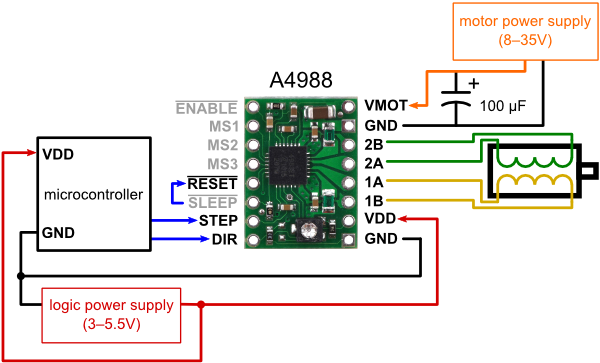 motor power supply
(8–35V)
A4988
ENABLE
VMOT
+
100 µF
MS1
GND
MS2
2B
VDD
MS3
2A
microcontroller
RESET
1A
SLEEP
1B
STEP
VDD
GND
DIR
GND
logic power supply
(3–5.5V)